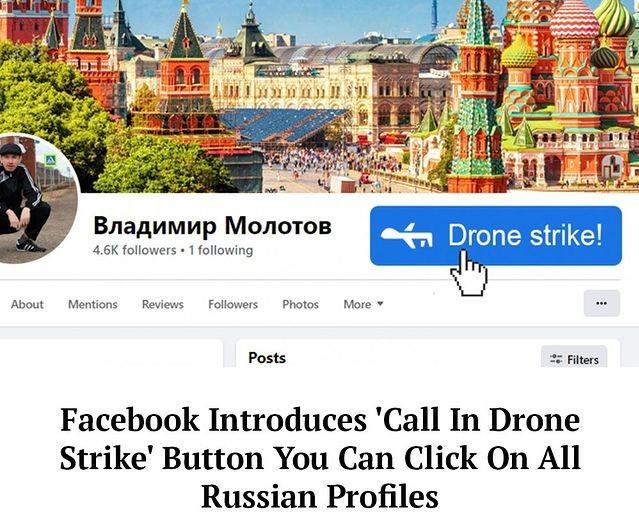 Владимир Молотов
4.6K followers • 1 following
Drone strike!
About Mentions Reviews Followers Photos More
Posts
Filters
Facebook Introduces 'Call In Drone
Strike' Button You Can Click On All
Russian Profiles